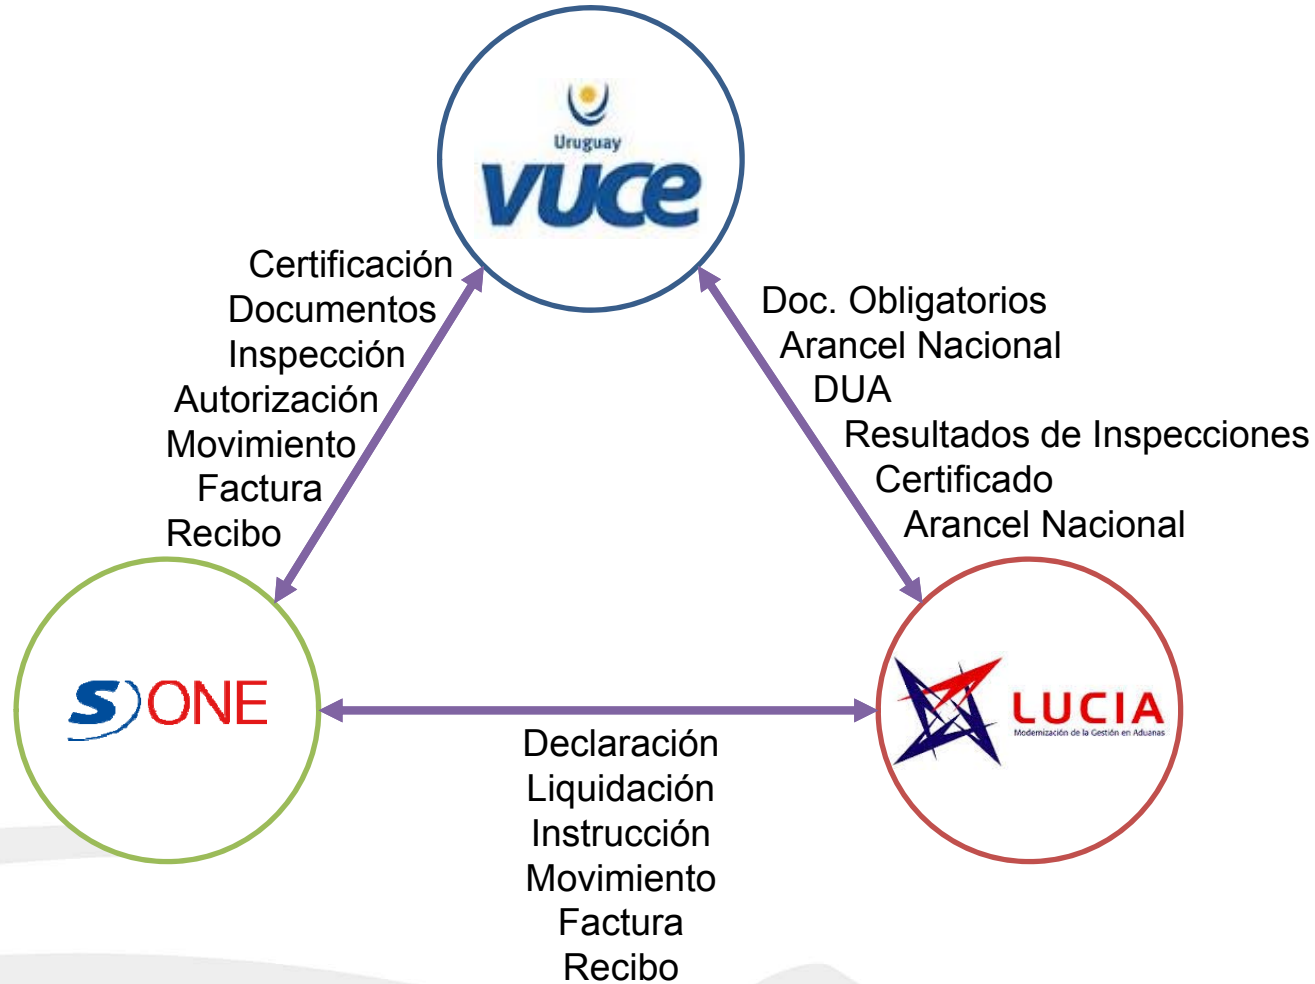 Uruguay
vuce
Certificación
Documentos
Inspección
Autorización
Movimiento
Factura
Recibo
Doc. Obligatorios
Arancel Nacional
DUA
Resultados de Inspecciones
Certificado
Arancel Nacional
S)ONE
LUCIA
Modernización de la Gestión en Aduanas
Declaración
Liquidación
Instrucción
Movimiento
Factura
Recibo